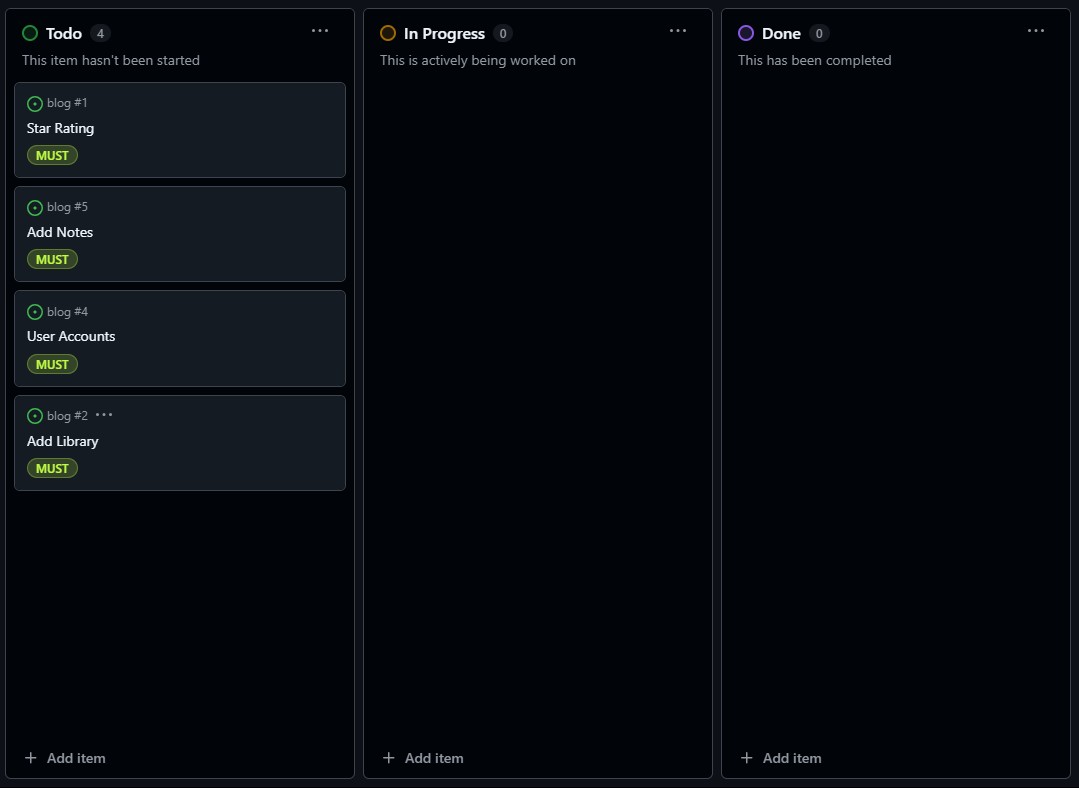 Todo 4
This item hasn't been started
blog #1
Star Rating
MUST
blog #5
Add Notes
MUST
blog #4
User Accounts
MUST
blog #2
Add Library
MUST
+ Add item
In Progress 0
This is actively being worked on
+ Add item
Done 0
This has been completed
+ Add item